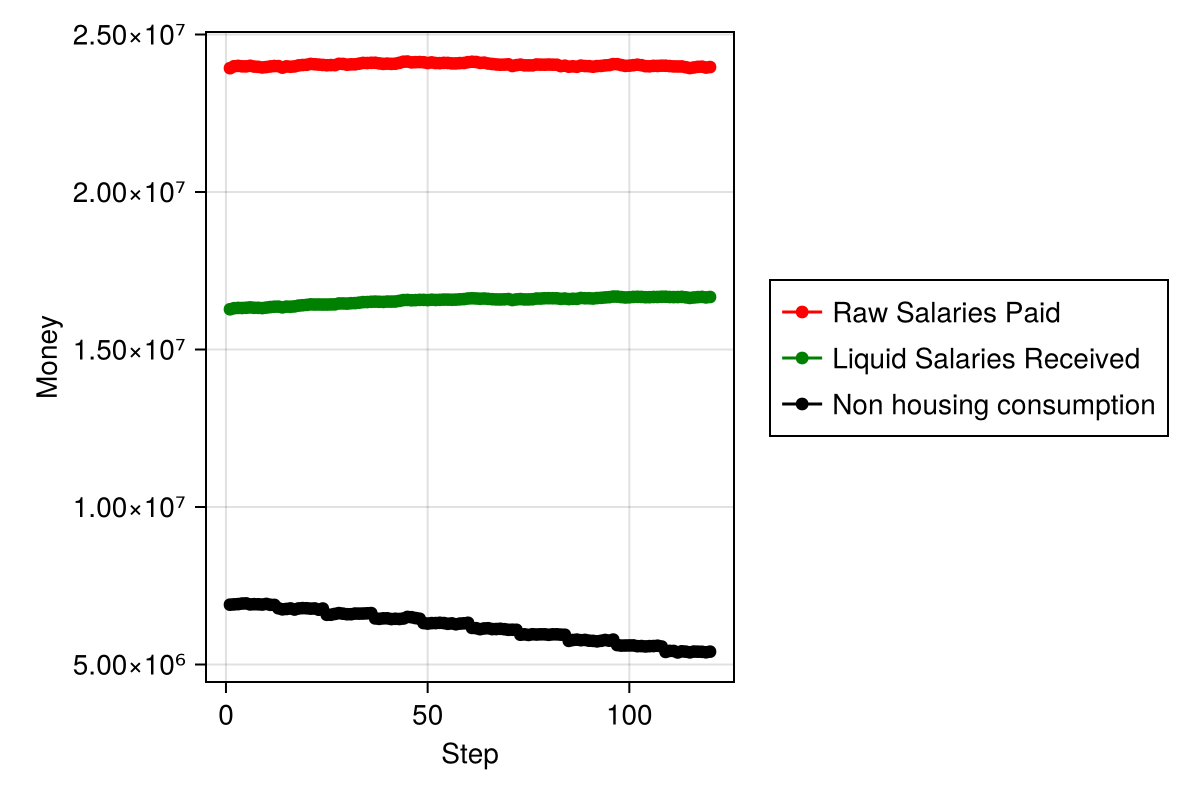 2.50×10⁷
2.00×10⁷
1.50×10⁷
1.00×10⁷
5.00×10⁶
Money
0 50 100
Step
Raw Salaries Paid
Liquid Salaries Received
Non housing consumption